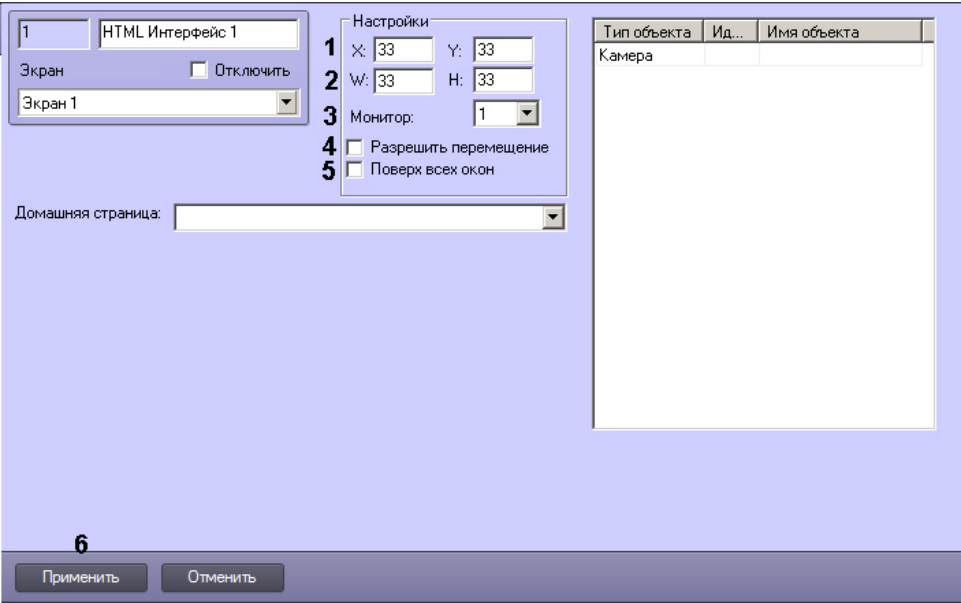 1 HTML Интерфейс 1
Экран Отключить
Экран 1
Настройки
1 X: 33 Y: 33
2 W: 33 H: 33
3 Монитор: 1
4 Разрешить перемещение
5 Поверх всех окон
Домашняя страница:
Тип объекта Ид... Имя объекта
Камера
6
Применить Отменить